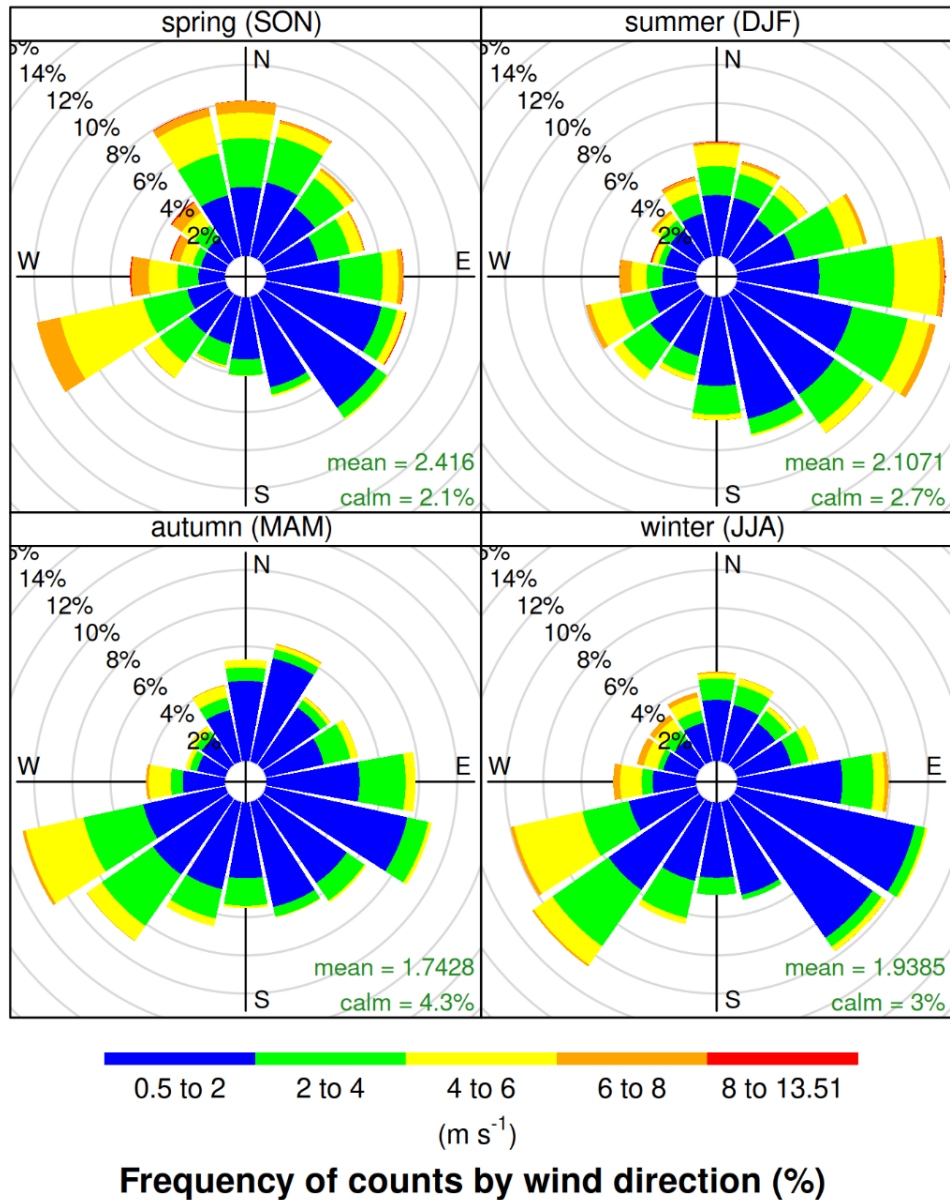 spring (SON)
N
14%
12%
10%
8%
6%
4%
2%
W
E
S
mean = 2.416
calm = 2.1%
summer (DJF)
N
14%
12%
10%
8%
6%
4%
2%
W
E
S
mean = 2.1071
calm = 2.7%
autumn (MAM)
N
14%
12%
10%
8%
6%
4%
2%
W
E
S
mean = 1.7428
calm = 4.3%
winter (JJA)
N
14%
12%
10%
8%
6%
4%
2%
W
E
S
mean = 1.9385
calm = 3%
0.5 to 2
2 to 4
4 to 6
6 to 8
8 to 13.51
(m s⁻¹)
Frequency of counts by wind direction (%)